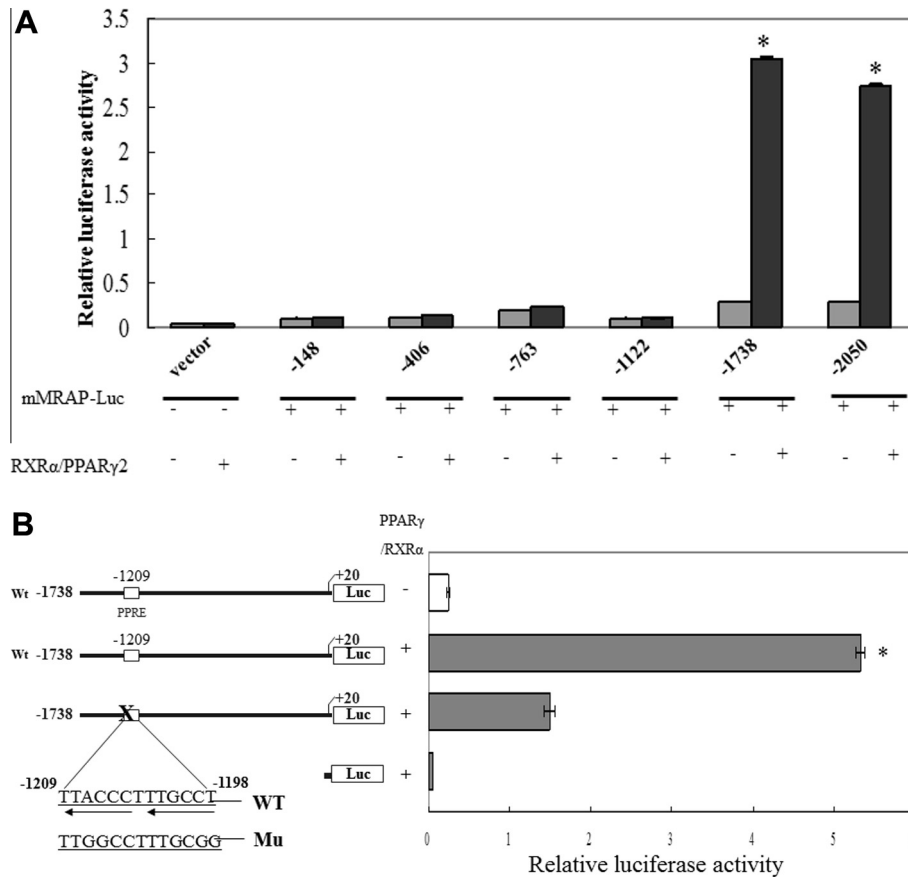 A
Relative luciferase activity
3.5
3
2.5
2
1.5
1
0.5
0
vector -148 -406 -763 -1122 -1738 -2050
* *
mMRAP-Luc - - + + + + + + + + + + + +
RXRα/PPARγ2 - + - + - + - + - + - + - +
B
PPARγ
/RXRα
Wt -1738 -1209 +20 Luc -
PPRE
Wt -1738 -1209 +20 Luc + *
-1738 X +20 Luc +
Luc +
-1209 -1198
TTACCCTTTGCCT WT
TTGGCCTTTGCGG Mu
0 1 2 3 4 5
Relative luciferase activity